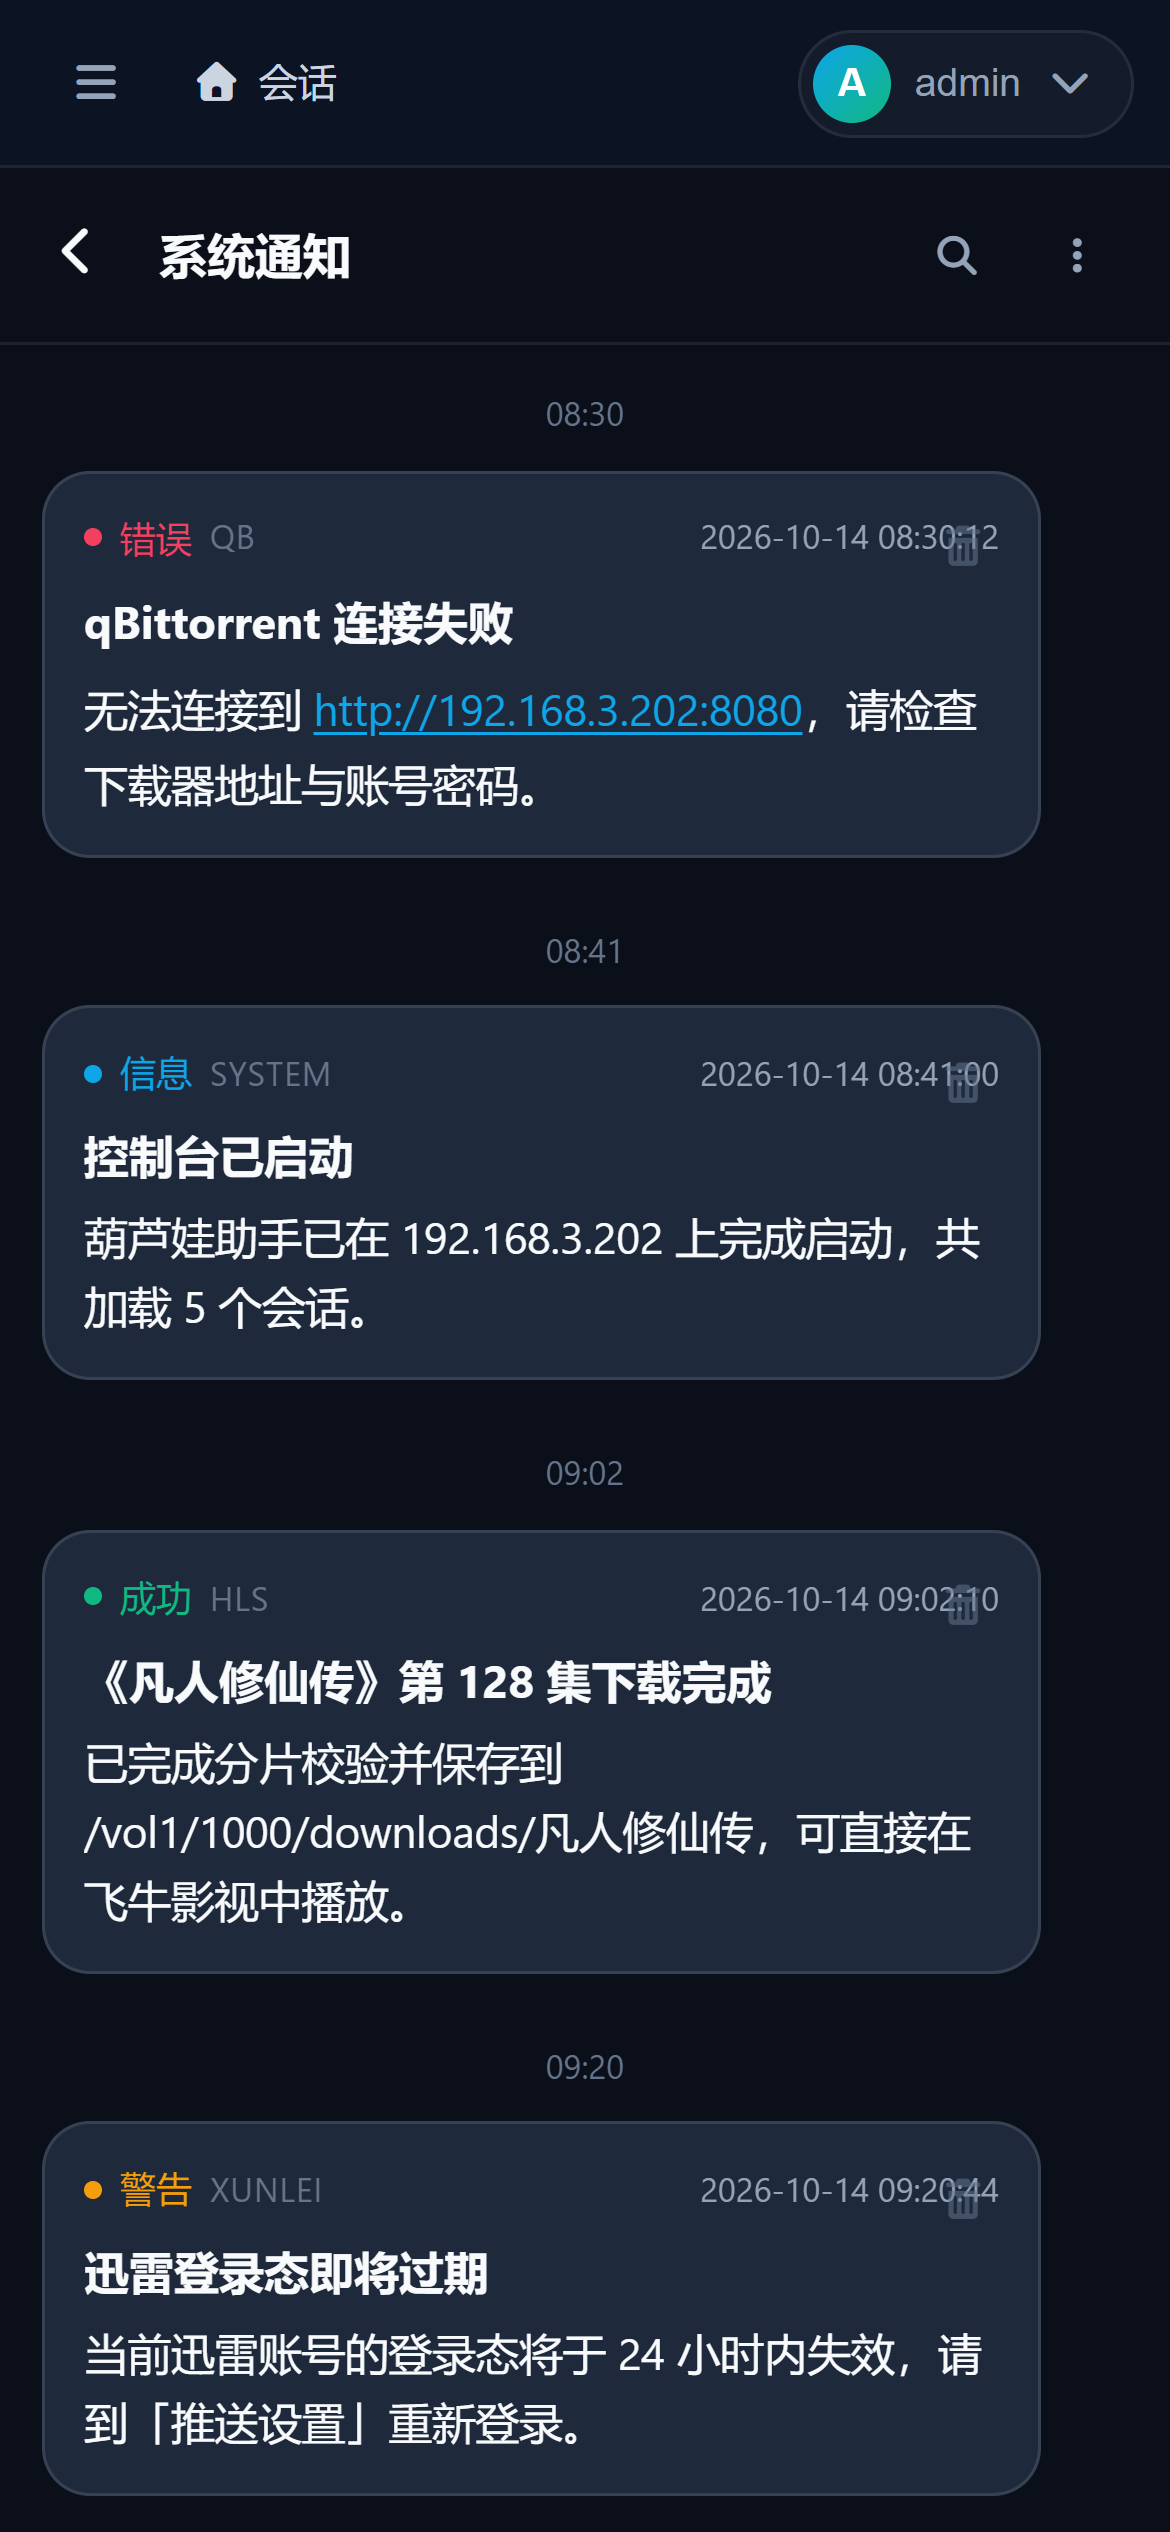 会话
A admin
系统通知
08:30
错误 QB 2026-10-14 08:30:12
qBittorrent 连接失败
无法连接到 http://192.168.3.202:8080，请检查
下载器地址与账号密码。
08:41
信息 SYSTEM 2026-10-14 08:41:00
控制台已启动
葫芦娃助手已在 192.168.3.202 上完成启动，共
加载 5 个会话。
09:02
成功 HLS 2026-10-14 09:02:10
《凡人修仙传》第 128 集下载完成
已完成分片校验并保存到
/vol1/1000/downloads/凡人修仙传，可直接在
飞牛影视中播放。
09:20
警告 XUNLEI 2026-10-14 09:20:44
迅雷登录态即将过期
当前迅雷账号的登录态将于 24 小时内失效，请
到「推送设置」重新登录。